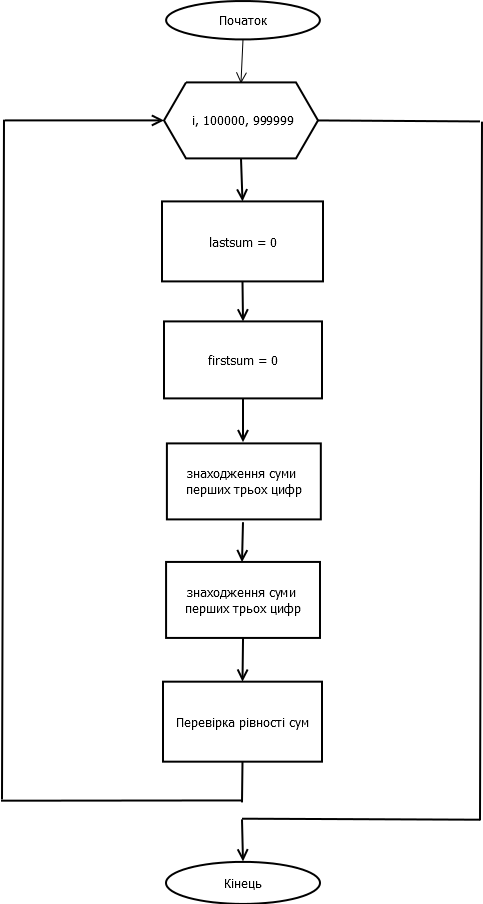 Початок
i, 100000, 999999
lastsum = 0
firstsum = 0
знаходження суми
перших трьох цифр
знаходження суми
перших трьох цифр
Перевірка рівності сум
Кінець